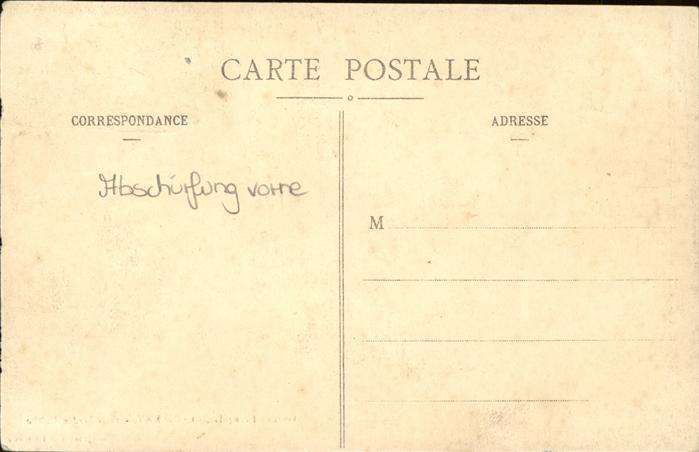 CARTE POSTALE
CORRESPONDANCE
ADRESSE
Abschürfung vorne
M